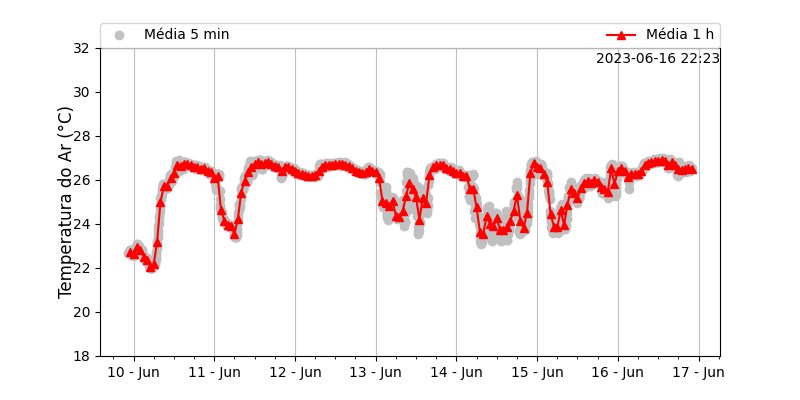 Média 5 min
Média 1 h
2023-06-16 22:23
Temperatura do Ar (°C)
32
30
28
26
24
22
20
18
10 - Jun
11 - Jun
12 - Jun
13 - Jun
14 - Jun
15 - Jun
16 - Jun
17 - Jun